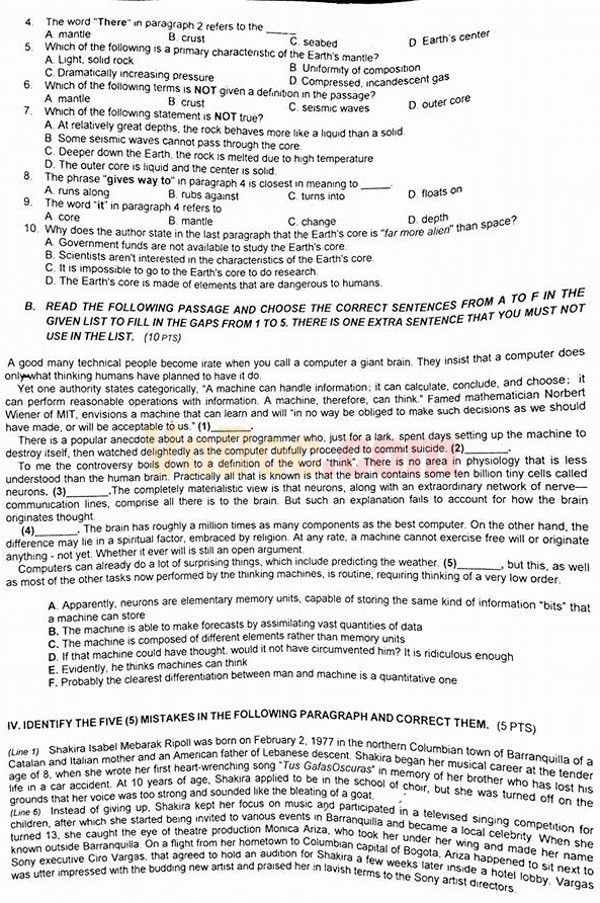 4. The word "There" in paragraph 2 refers to the ______
A mantle B. crust C. seabed D Earth's center
5. Which of the following is a primary characteristic of the Earth's mantle?
A. Light, solid rock B Uniformity of composition
C. Dramatically increasing pressure D. Compressed, incandescent gas
6. Which of the following terms is NOT given a definition in the passage?
A mantle B. crust C. seismic waves D. outer core
7. Which of the following statement is NOT true?
A. At relatively great depths, the rock behaves more like a liquid than a solid
B Some seismic waves cannot pass through the core
C. Deeper down the Earth, the rock is melted due to high temperature
D. The outer core is liquid and the center is solid.
8. The phrase "gives way to" in paragraph 4 is closest in meaning to _____.
A. runs along B. rubs against C. turns into D. floats on
9. The word "it" in paragraph 4 refers to
A. core B. mantle C. change D. depth
10. Why does the author state in the last paragraph that the Earth's core is "far more alien" than space?
A. Government funds are not available to study the Earth's core.
B. Scientists aren't interested in the characteristics of the Earth's core.
C. It is impossible to go to the Earth's core to do research.
D. The Earth's core is made of elements that are dangerous to humans.
B. READ THE FOLLOWING PASSAGE AND CHOOSE THE CORRECT SENTENCES FROM A TO F IN THE
GIVEN LIST TO FILL IN THE GAPS FROM 1 TO 5. THERE IS ONE EXTRA SENTENCE THAT YOU MUST NOT
USE IN THE LIST. (10 PTS)
A good many technical people become irate when you call a computer a giant brain. They insist that a computer does
only what thinking humans have planned to have it do.
Yet one authority states categorically, "A machine can handle information; it can calculate, conclude, and choose; it
can perform reasonable operations with information. A machine, therefore, can think." Famed mathematician Norbert
Wiener of MIT, envisions a machine that can learn and will "in no way be obliged to make such decisions as we should
have made, or will be acceptable to us." (1)_______.
There is a popular anecdote about a computer programmer who, just for a lark, spent days setting up the machine to
destroy itself, then watched delightedly as the computer dutifully proceeded to commit suicide. (2)_______.
To me the controversy boils down to a definition of the word "think". There is no area in physiology that is less
understood than the human brain. Practically all that is known is that the brain contains some ten billion tiny cells called
neurons. (3)_______.The completely materialistic view is that neurons, along with an extraordinary network of nerve—
communication lines, comprise all there is to the brain. But such an explanation fails to account for how the brain
originates thought.
(4)_______. The brain has roughly a million times as many components as the best computer. On the other hand, the
difference may lie in a spiritual factor, embraced by religion. At any rate, a machine cannot exercise free will or originate
anything - not yet. Whether it ever will is still an open argument.
Computers can already do a lot of surprising things, which include predicting the weather. (5)_______, but this, as well
as most of the other tasks now performed by the thinking machines, is routine, requiring thinking of a very low order.
A. Apparently, neurons are elementary memory units, capable of storing the same kind of information "bits" that
a machine can store
B. The machine is able to make forecasts by assimilating vast quantities of data
C. The machine is composed of different elements rather than memory units
D. If that machine could have thought, would it not have circumvented him? It is ridiculous enough
E. Evidently, he thinks machines can think
F. Probably the clearest differentiation between man and machine is a quantitative one
IV. IDENTIFY THE FIVE (5) MISTAKES IN THE FOLLOWING PARAGRAPH AND CORRECT THEM. (5 PTS)
(Line 1) Shakira Isabel Mebarak Ripoll was born on February 2, 1977 in the northern Columbian town of Barranquilla of a
Catalan and Italian mother and an American father of Lebanese descent. Shakira began her musical career at the tender
age of 8, when she wrote her first heart-wrenching song "Tus GafasOscuras" in memory of her brother who has lost his
life in a car accident. At 10 years of age, Shakira applied to be in the school of choir, but she was turned off on the
grounds that her voice was too strong and sounded like the bleating of a goat.
(Line 6) Instead of giving up, Shakira kept her focus on music and participated in a televised singing competition for
children, after which she started being invited to various events in Barranquilla and became a local celebrity. When she
turned 13, she caught the eye of theatre production Monica Ariza, who took her under her wing and made her name
known outside Barranquilla. On a flight from her hometown to Columbian capital of Bogota, Ariza happened to sit next to
Sony executive Ciro Vargas, that agreed to hold an audition for Shakira a few weeks later inside a hotel lobby. Vargas
was utter impressed with the budding new artist and praised her in lavish terms to the Sony artist directors.